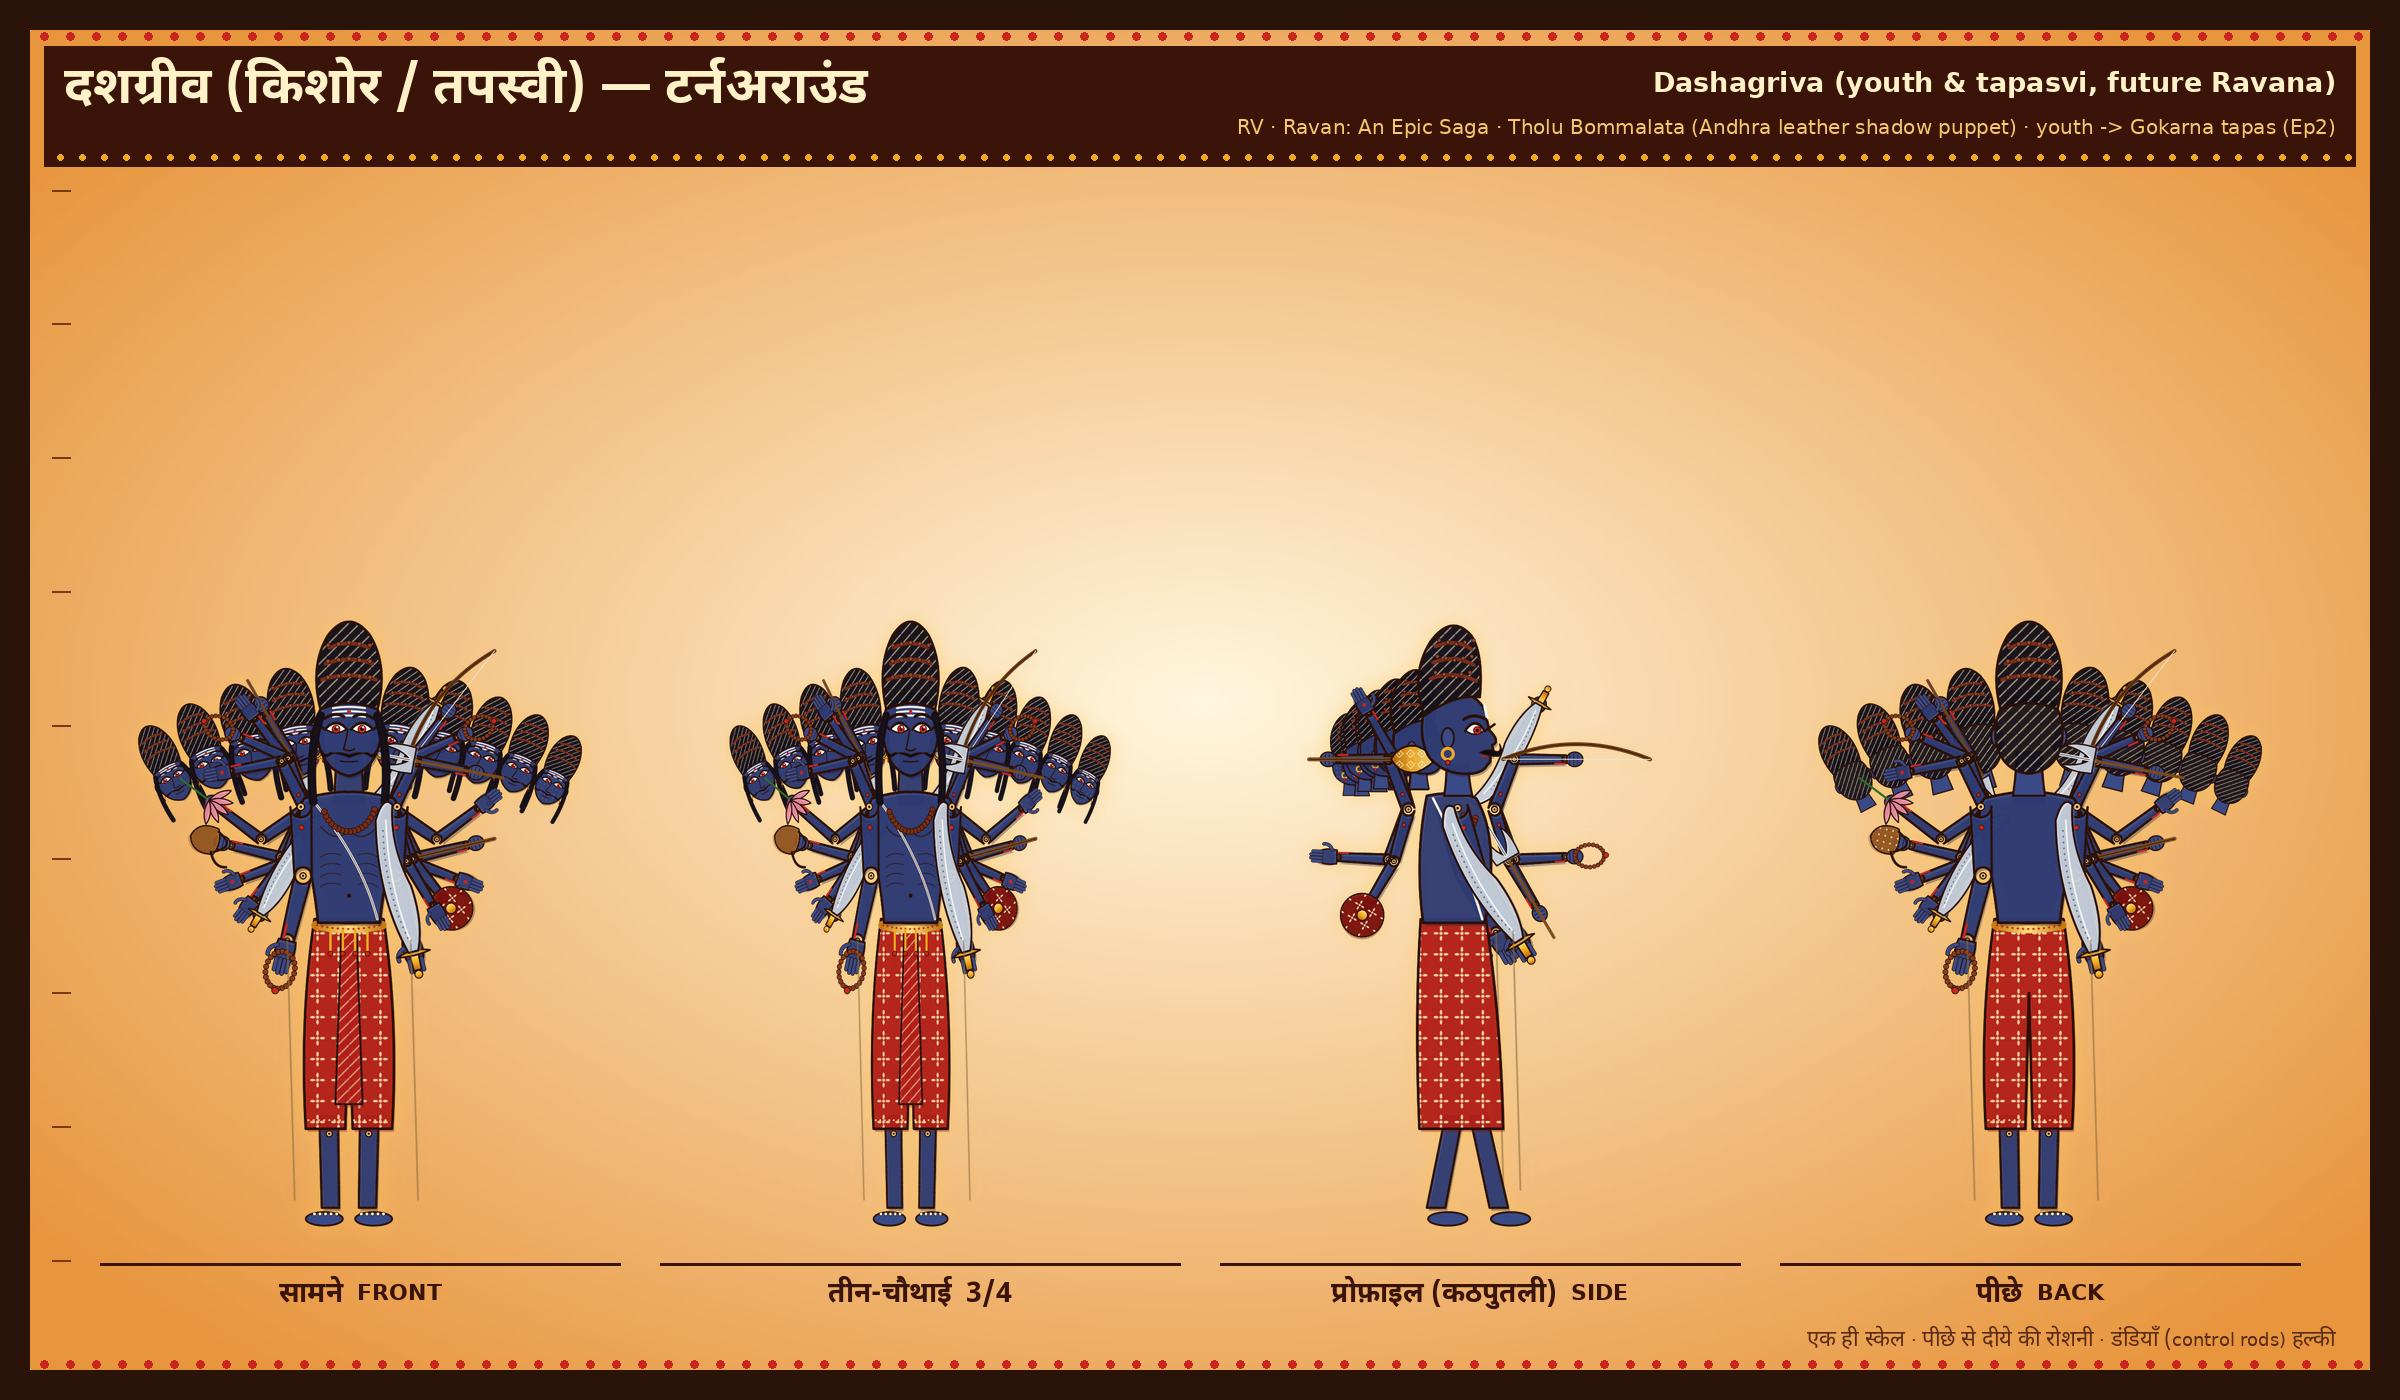 दशग्रीव (किशोर / तपस्वी) — टर्नअराउंड
Dashagriva (youth & tapasvi, future Ravana)
RV · Ravan: An Epic Saga · Tholu Bommalata (Andhra leather shadow puppet) · youth -> Gokarna tapas (Ep2)
सामने FRONT
तीन-चौथाई 3/4
प्रोफ़ाइल (कठपुतली) SIDE
पीछे BACK
एक ही स्केल · पीछे से दीये की रोशनी · डंडियाँ (control rods) हल्की